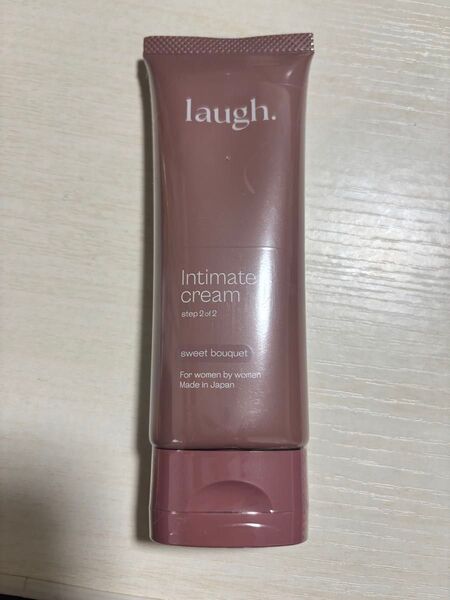 laugh.
Intimate
cream
step 2 of 2
sweet bouquet
For women by women
Made in Japan